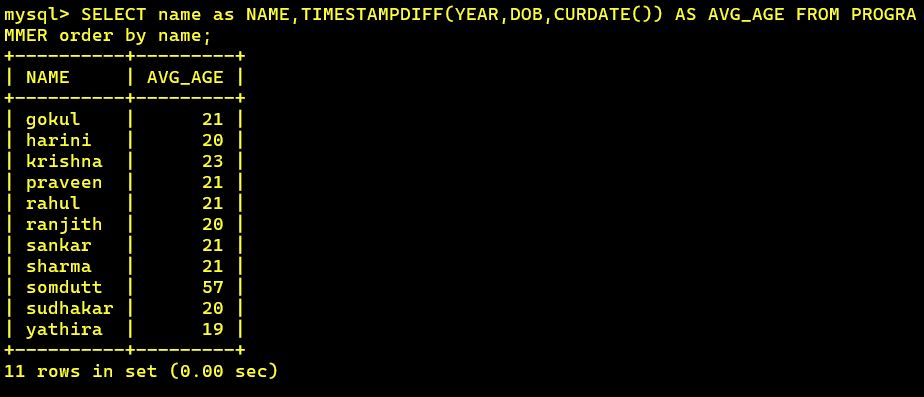 mysql> SELECT name as NAME,TIMESTAMPDIFF(YEAR,DOB,CURDATE()) AS AVG_AGE FROM PROGRA
MMER order by name;
+----------+---------+
| NAME     | AVG_AGE |
+----------+---------+
| gokul    |      21 |
| harini   |      20 |
| krishna  |      23 |
| praveen  |      21 |
| rahul    |      21 |
| ranjith  |      20 |
| sankar   |      21 |
| sharma   |      21 |
| somdutt  |      57 |
| sudhakar |      20 |
| yathira  |      19 |
+----------+---------+
11 rows in set (0.00 sec)